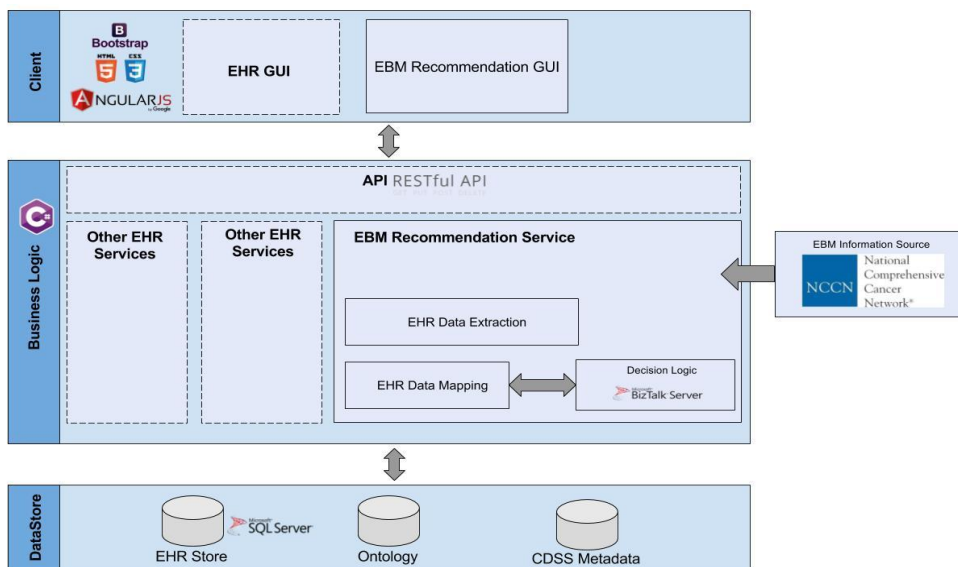 Client
B
Bootstrap
HTML CSS
5 3
ANGULARJS
by Google
EHR GUI
EBM Recommendation GUI
Business Logic
C#
API RESTful API
Other EHR
Services
Other EHR
Services
EBM Recommendation Service
EHR Data Extraction
EHR Data Mapping
Decision Logic
Microsoft
BizTalk Server
EBM Information Source
NCCN
National
Comprehensive
Cancer
Network®
DataStore
Microsoft
SQL Server
EHR Store
Ontology
CDSS Metadata